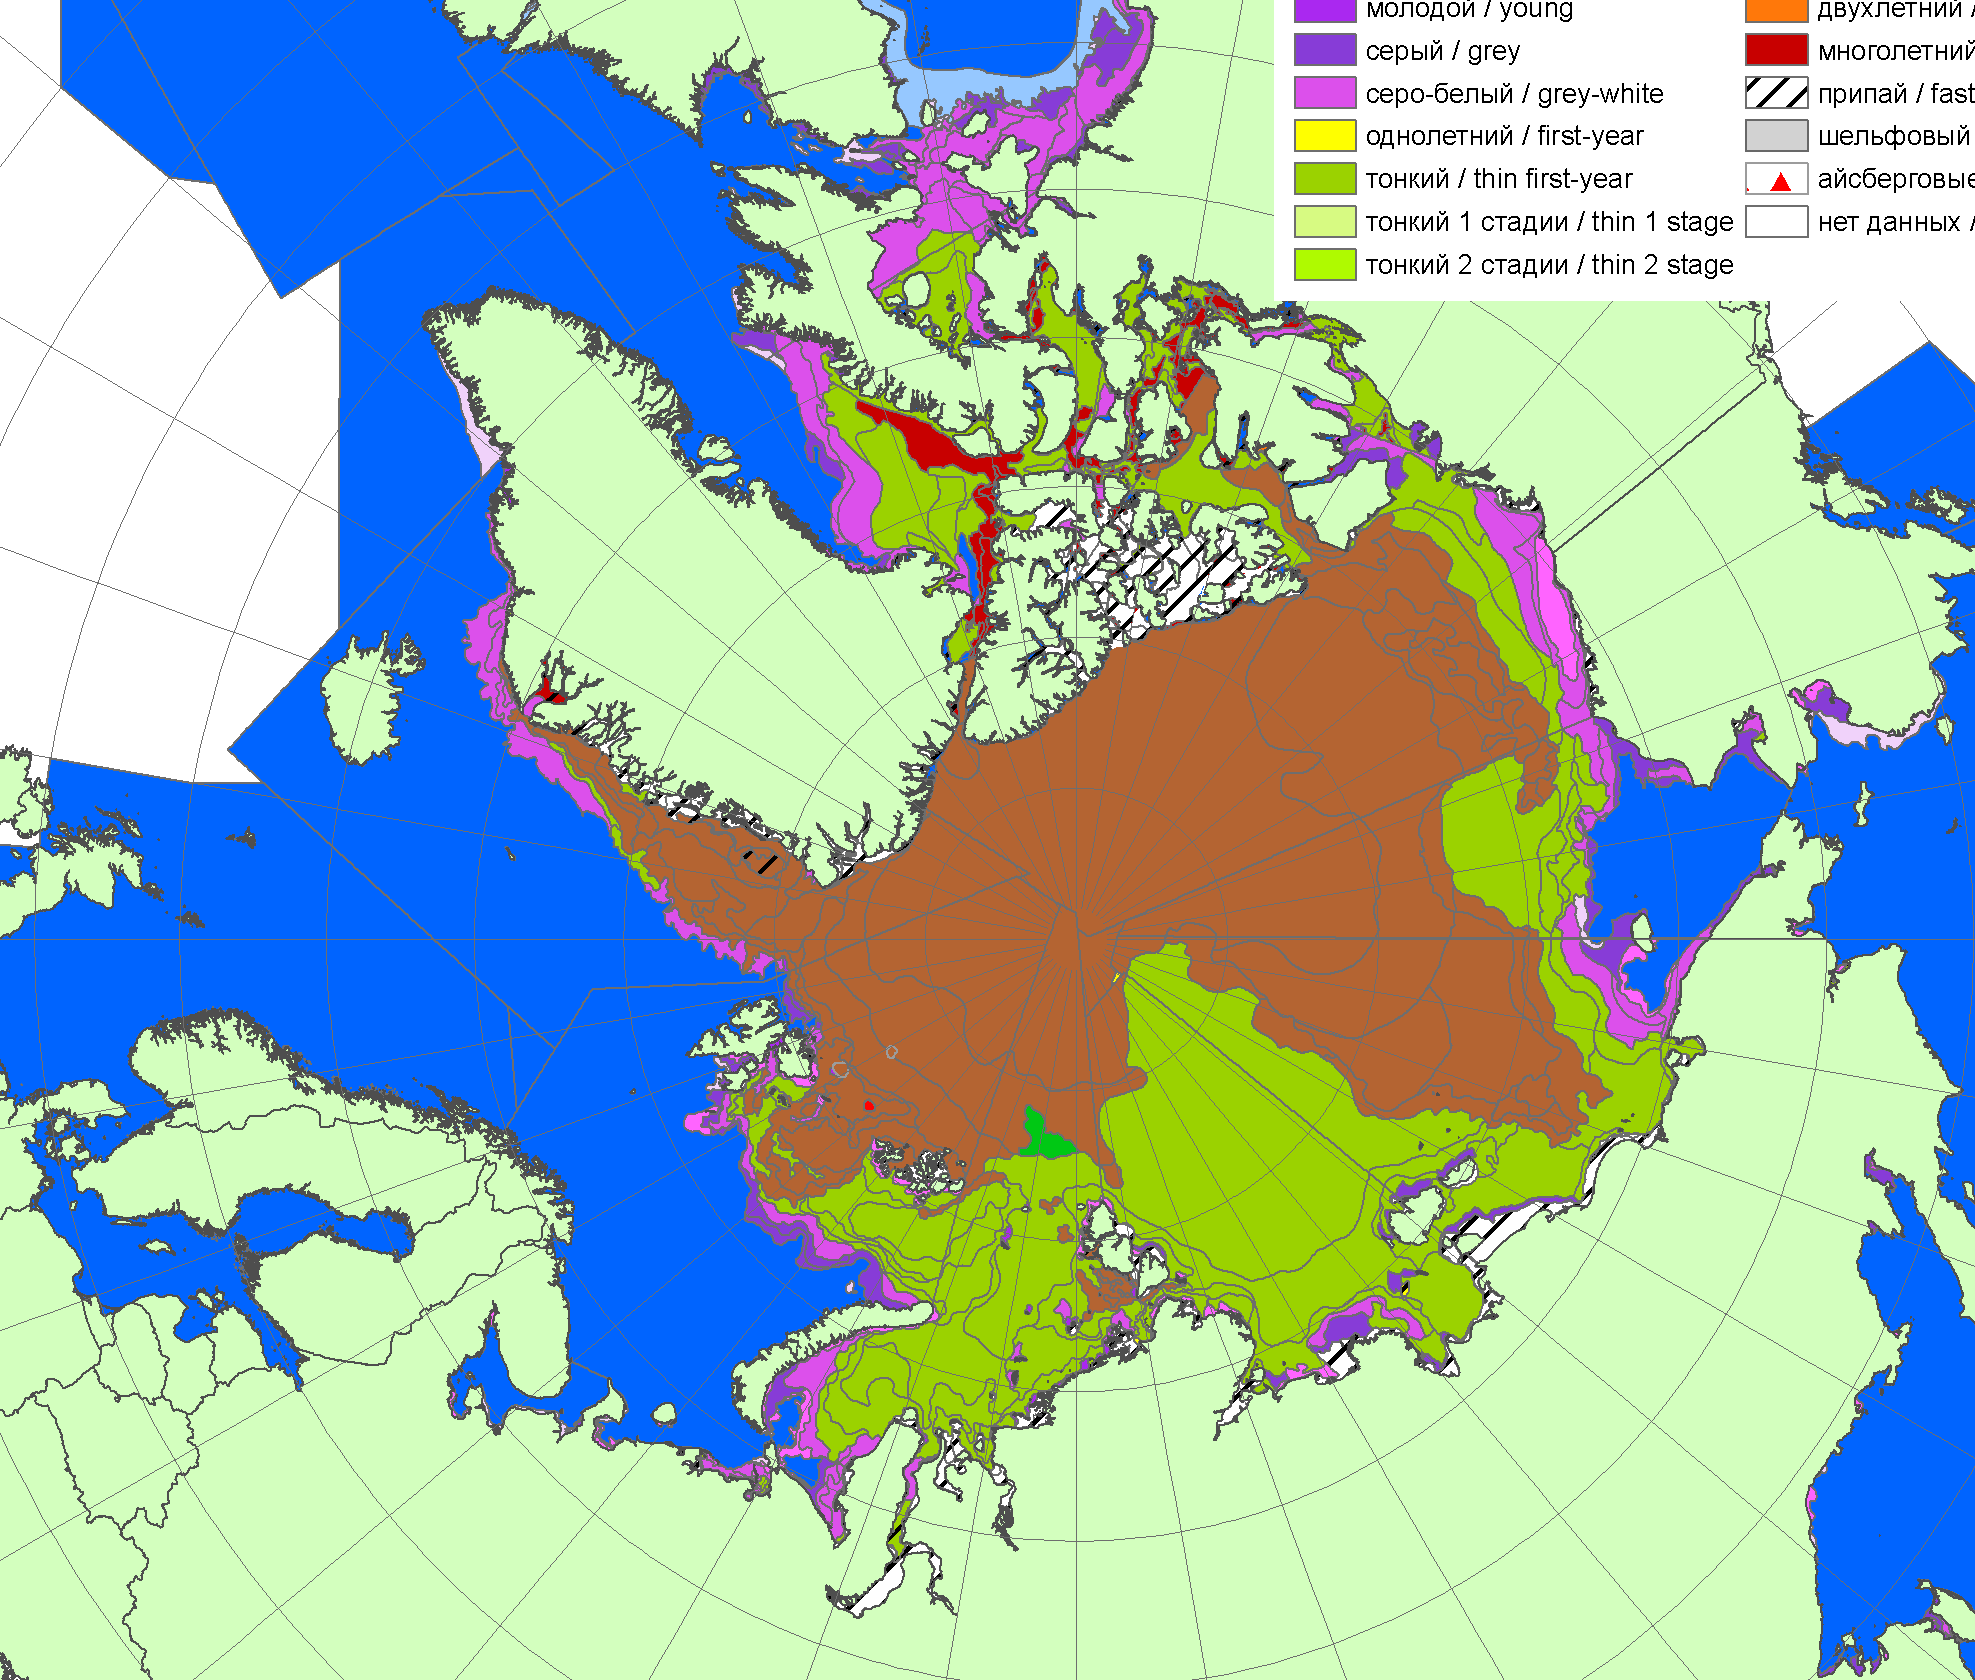 молодой / young
серый / grey
серо-белый / grey-white
однолетний / first-year
тонкий / thin first-year
тонкий 1 стадии / thin 1 stage
тонкий 2 стадии / thin 2 stage
двухлетний /
многолетний
припай / fast
шельфовый
айсберговые
нет данных /